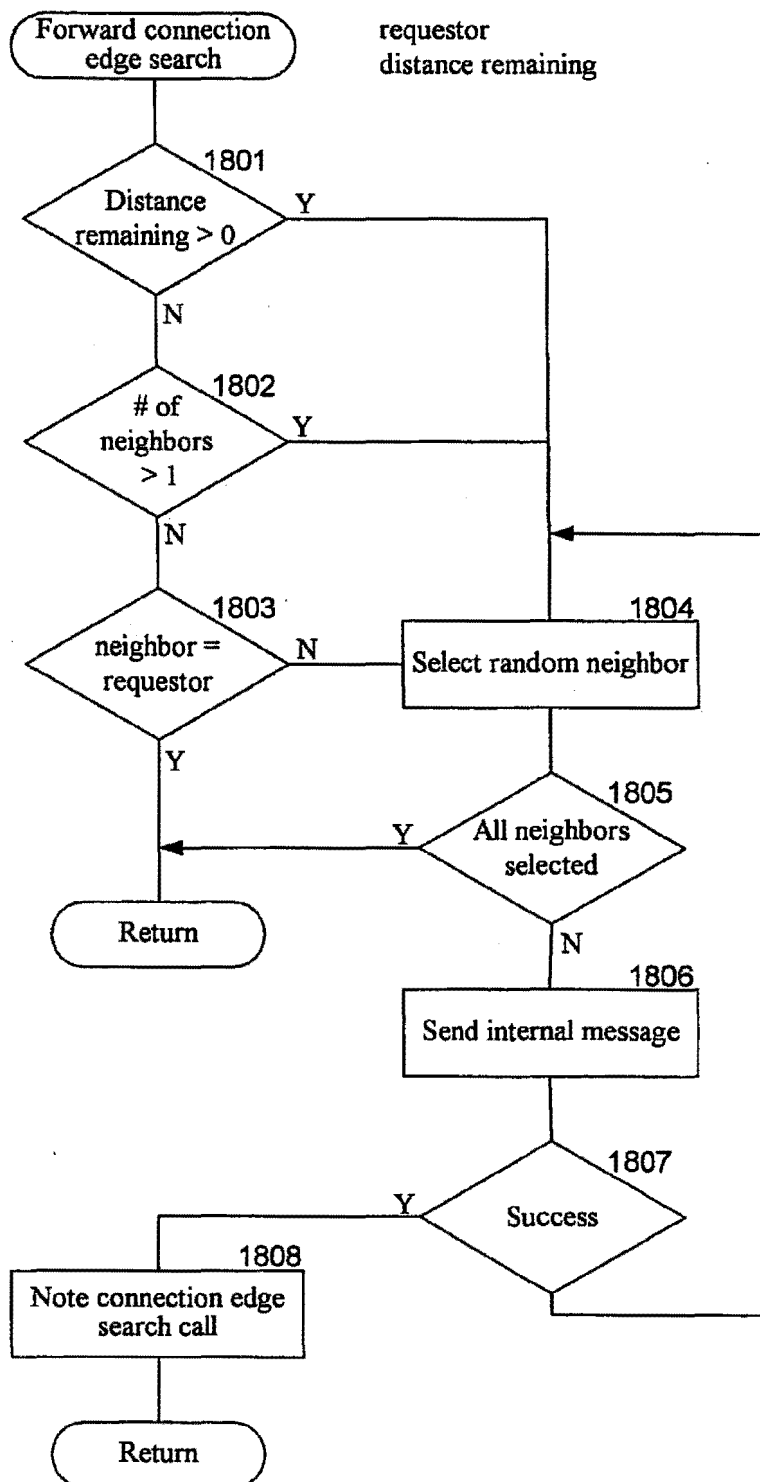 Forward connection
edge search
requestor
distance remaining
1801
Distance
remaining > 0
Y
N
1802
# of
neighbors
> 1
Y
N
1803
neighbor =
requestor
N
Y
1804
Select random neighbor
1805
All neighbors
selected
Y
N
Return
1806
Send internal message
1807
Success
Y
1808
Note connection edge
search call
Return